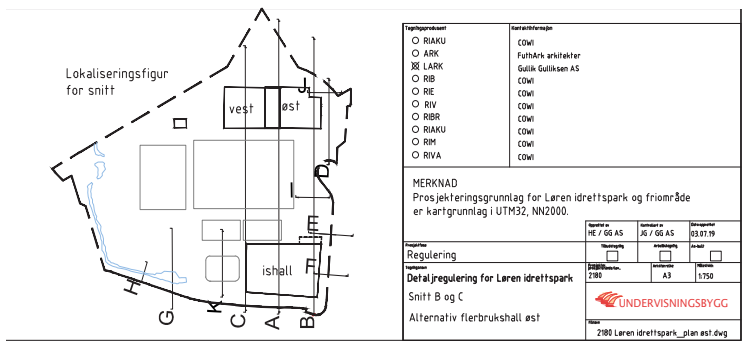 Lokaliseringsfigur
for snitt
vest
øst
J
D
I
E
F
ishall
H
G
K
C
A
B
Tegningsprodusent Kontaktinformasjon
RIAKU COWI
ARK FuthArk arkitekter
LARK Gullik Gulliksen AS
RIB COWI
RIE COWI
RIV COWI
RIBR COWI
RIAKU COWI
RIM COWI
RIVA COWI
MERKNAD
Prosjekteringsgrunnlag for Løren idrettspark og friområde
er kartgrunnlag i UTM32, NN2000.
HE / GG AS JG / GG AS 03.07.19
Prosjektfase
Regulering
Detaljregulering for Løren idrettspark
Snitt B og C
Alternativ flerbrukshall øst
2180 A3 1:750
UNDERVISNINGSBYGG
2180 Løren idrettspark_plan øst.dwg